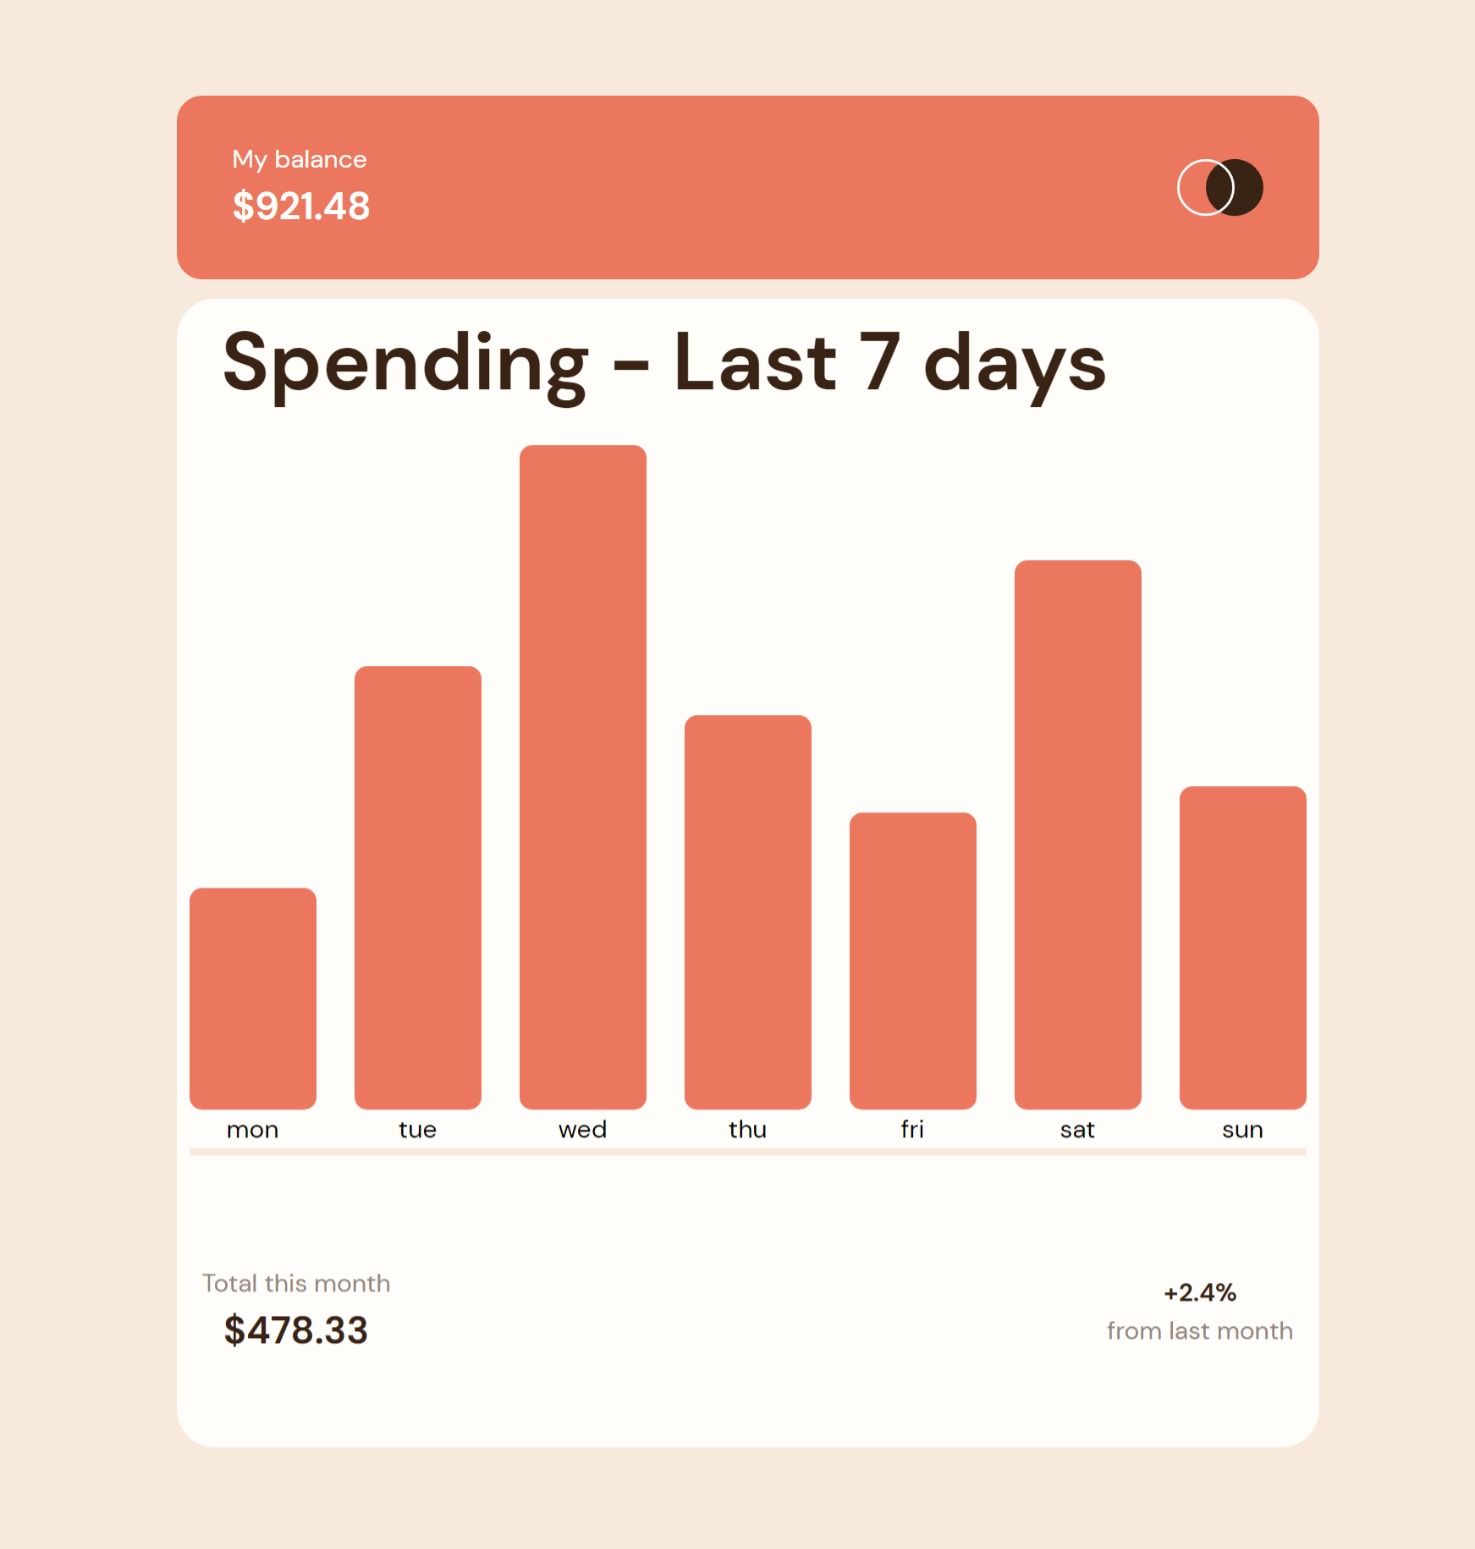 My balance
$921.48
Spending - Last 7 days
mon tue wed thu fri sat sun
Total this month
$478.33
+2.4%
from last month